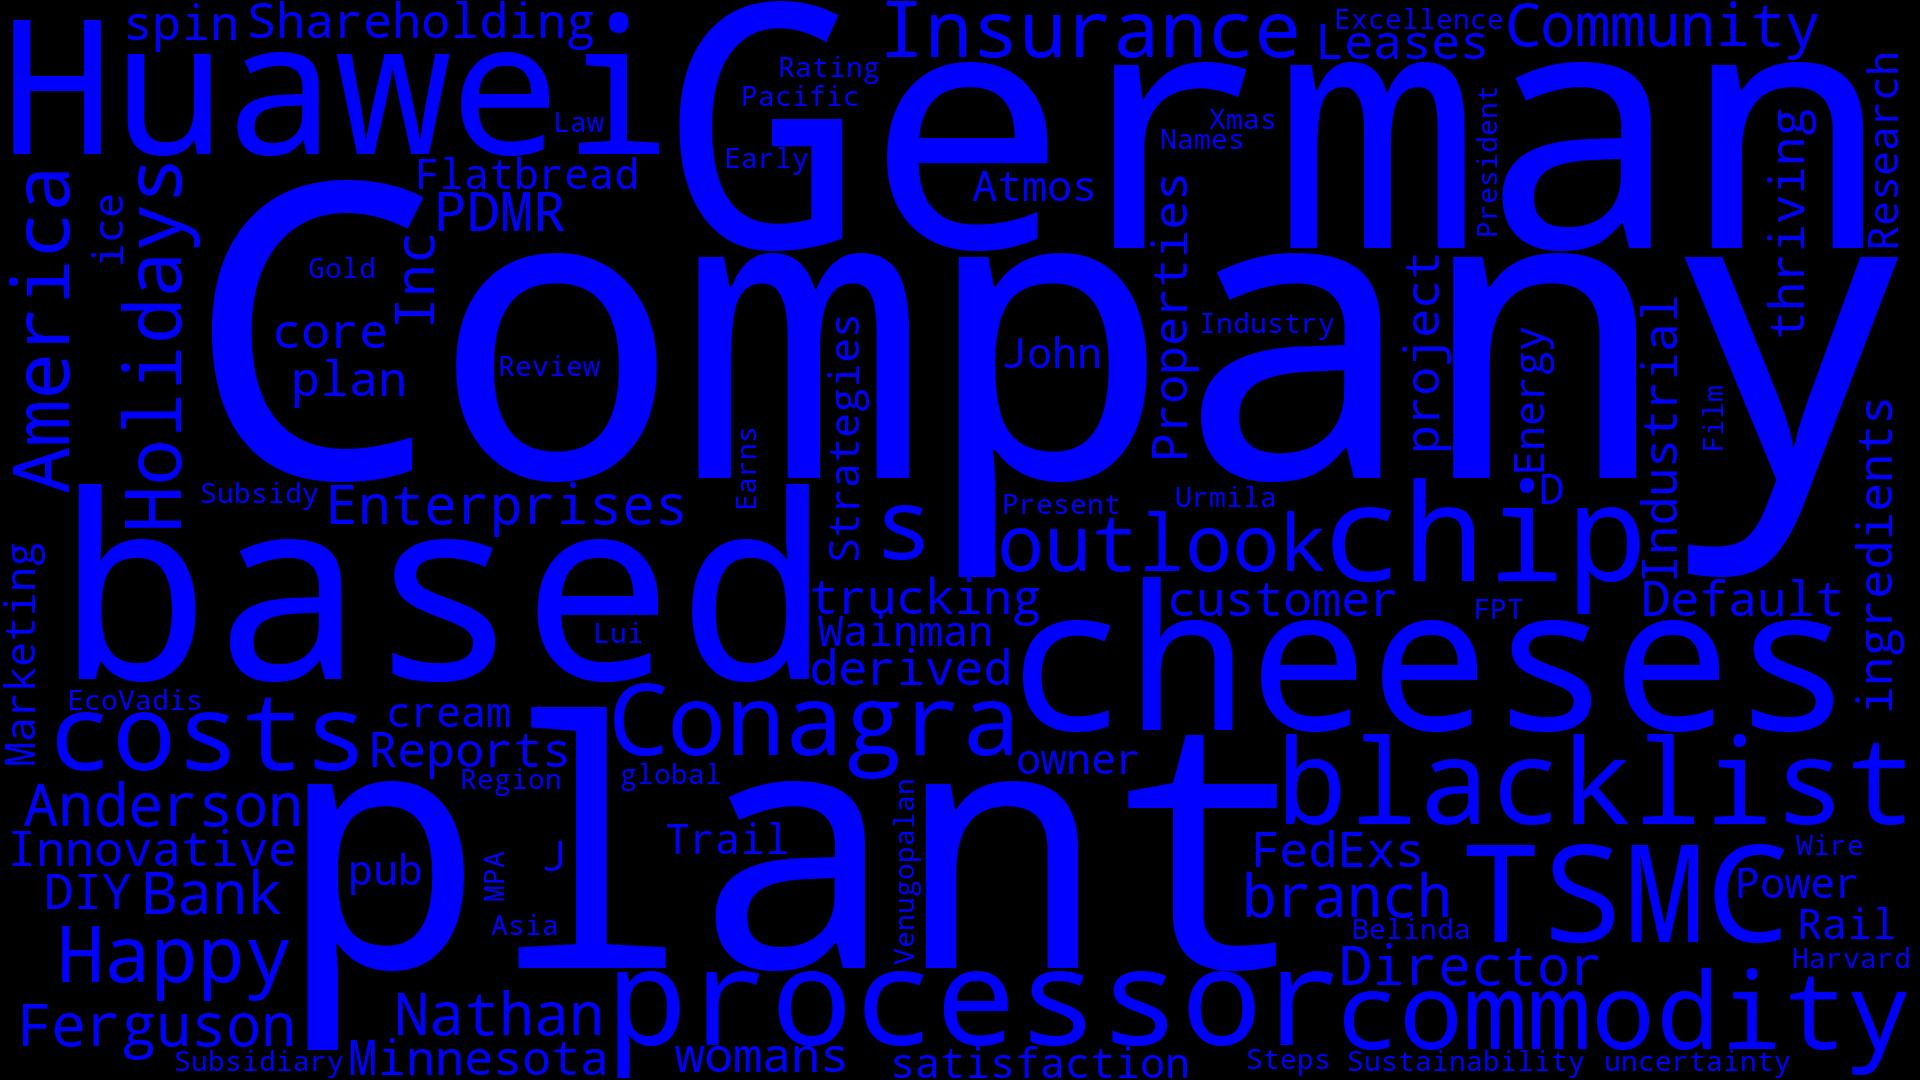 Huawei
spin
Shareholding
German
Insurance
Excellence
Leases
Community
Rating
Pacific
Law
Early
Xmas
Names
President
thriving
Research
America
ice
Holidays
Flatbread
PDMR
Atmos
Company
Gold
Inc
core
plan
Review
Strategies
John
Properties
Industry
project
Energy
Industrial
Film
ingredients
Earns
Subsidy
Enterprises
based
s
Present
Urmila
outlook
chip
D
trucking
customer
FPT
Default
Lui
Wainman
derived
cheeses
Marketing
EcoVadis
costs
cream
Reports
Region
Conagra
global
owner
blacklist
Anderson
plant
Innovative
pub
MPA
J
Trail
Venugopalan
FedExs
TSMC
Wire
Power
DIY
Bank
Asia
branch
Belinda
Rail
Happy
Director
Harvard
Ferguson
Nathan
processor
commodity
Subsidiary
Minnesota
womans
satisfaction
Steps
Sustainability
uncertainty